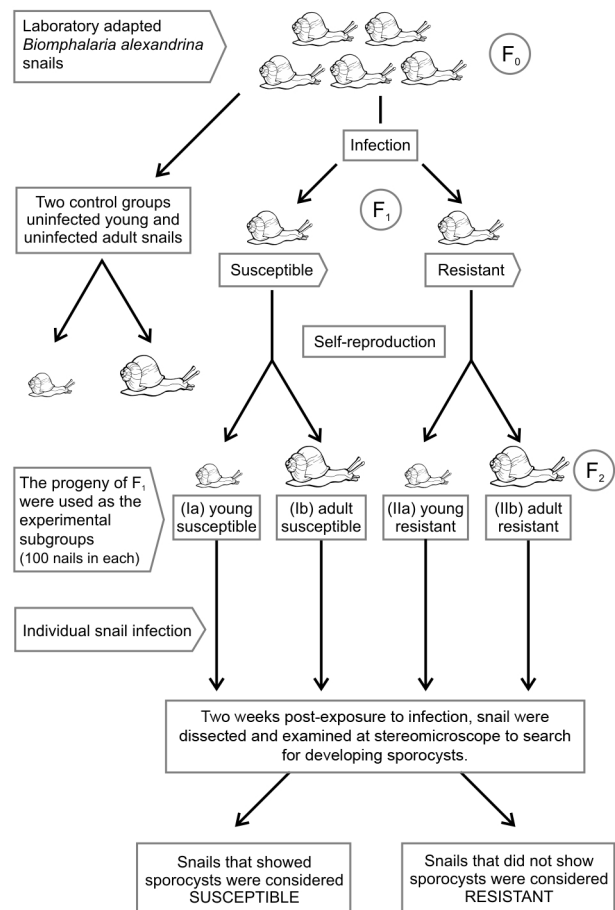 Laboratory adapted
Biomphalaria alexandrina
snails
F0
Infection
Two control groups
uninfected young and
uninfected adult snails
F1
Susceptible
Resistant
Self-reproduction
The progeny of F1
were used as the
experimental
subgroups
(100 nails in each)
F2
(Ia) young
susceptible
(Ib) adult
susceptible
(IIa) young
resistant
(IIb) adult
resistant
Individual snail infection
Two weeks post-exposure to infection, snail were
dissected and examined at stereomicroscope to search
for developing sporocysts.
Snails that showed
sporocysts were considered
SUSCEPTIBLE
Snails that did not show
sporocysts were considered
RESISTANT